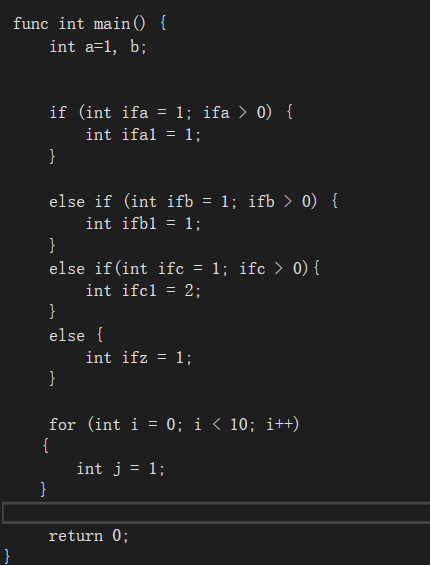 func int main() {
int a=1, b;
if (int ifa = 1; ifa > 0) {
int ifa1 = 1;
}
else if (int ifb = 1; ifb > 0) {
int ifb1 = 1;
}
else if(int ifc = 1; ifc > 0){
int ifc1 = 2;
}
else {
int ifz = 1;
}
for (int i = 0; i < 10; i++)
{
int j = 1;
}
return 0;
}